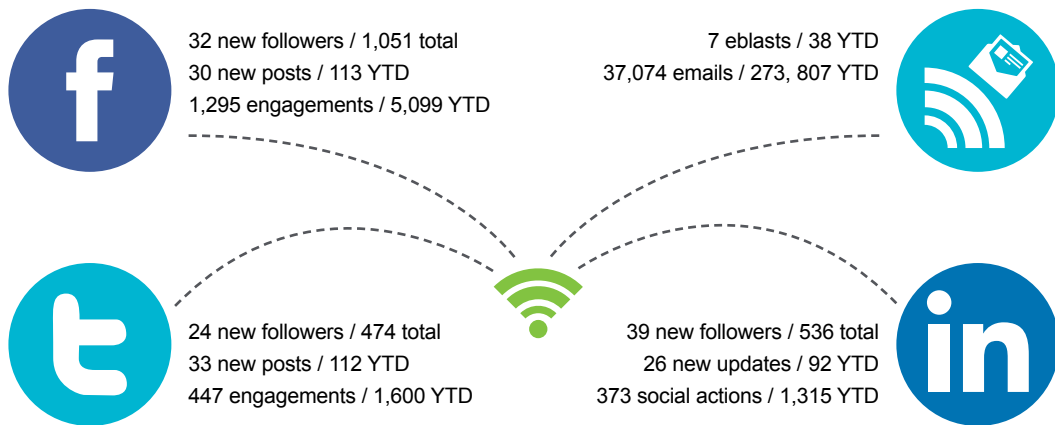 f
32 new followers / 1,051 total
30 new posts / 113 YTD
1,295 engagements / 5,099 YTD
7 eblasts / 38 YTD
37,074 emails / 273, 807 YTD
t
24 new followers / 474 total
33 new posts / 112 YTD
447 engagements / 1,600 YTD
39 new followers / 536 total
26 new updates / 92 YTD
373 social actions / 1,315 YTD
in